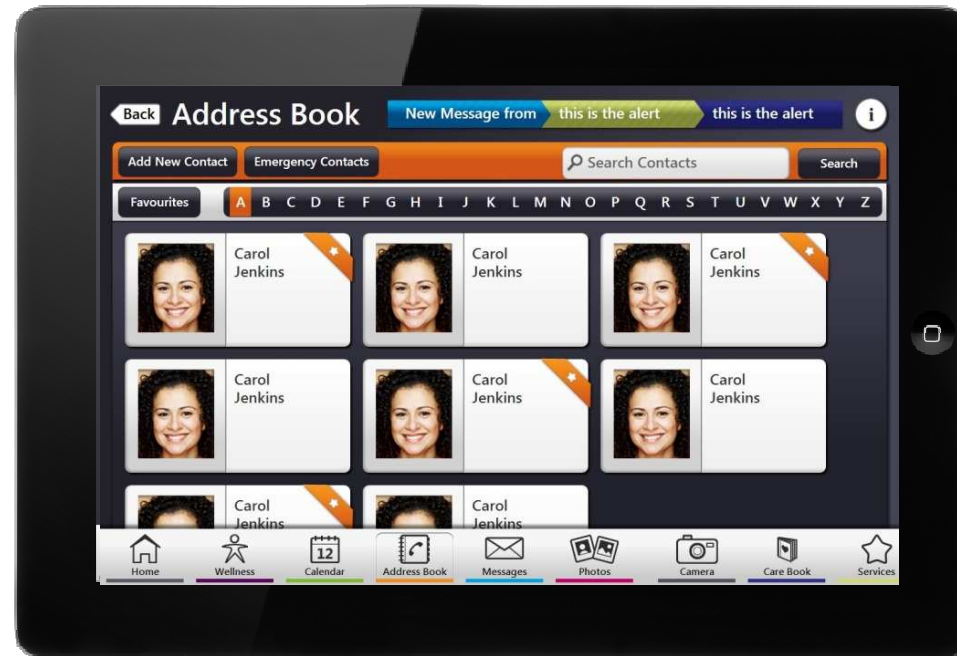 Back Address Book New Message from this is the alert this is the alert i
Add New Contact Emergency Contacts Search Contacts Search
Favourites A B C D E F G H I J K L M N O P Q R S T U V W X Y Z
Carol
Jenkins
Carol
Jenkins
Carol
Jenkins
Carol
Jenkins
Carol
Jenkins
Carol
Jenkins
Carol
Jenkins
Carol
Jenkins
12
Home Wellness Calendar Address Book Messages Photos Camera Care Book Services